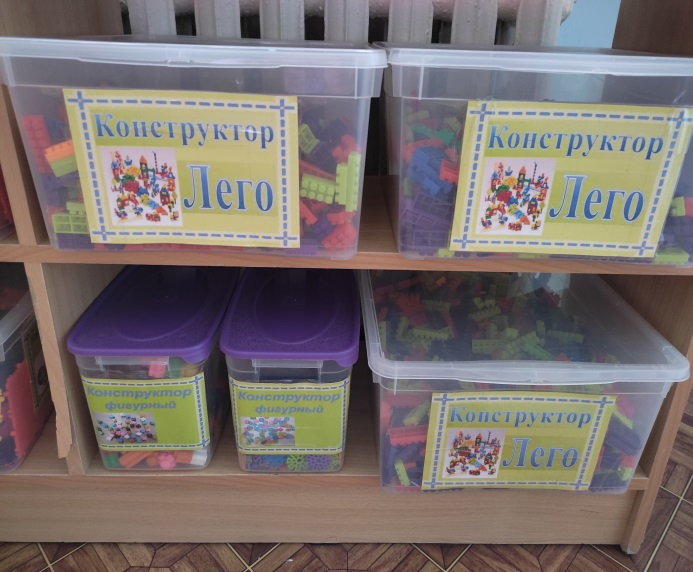 Конструктор
Лего
Конструктор
Лего
Конструктор
фигурный
Конструктор
фигурный
Конструктор
Лего